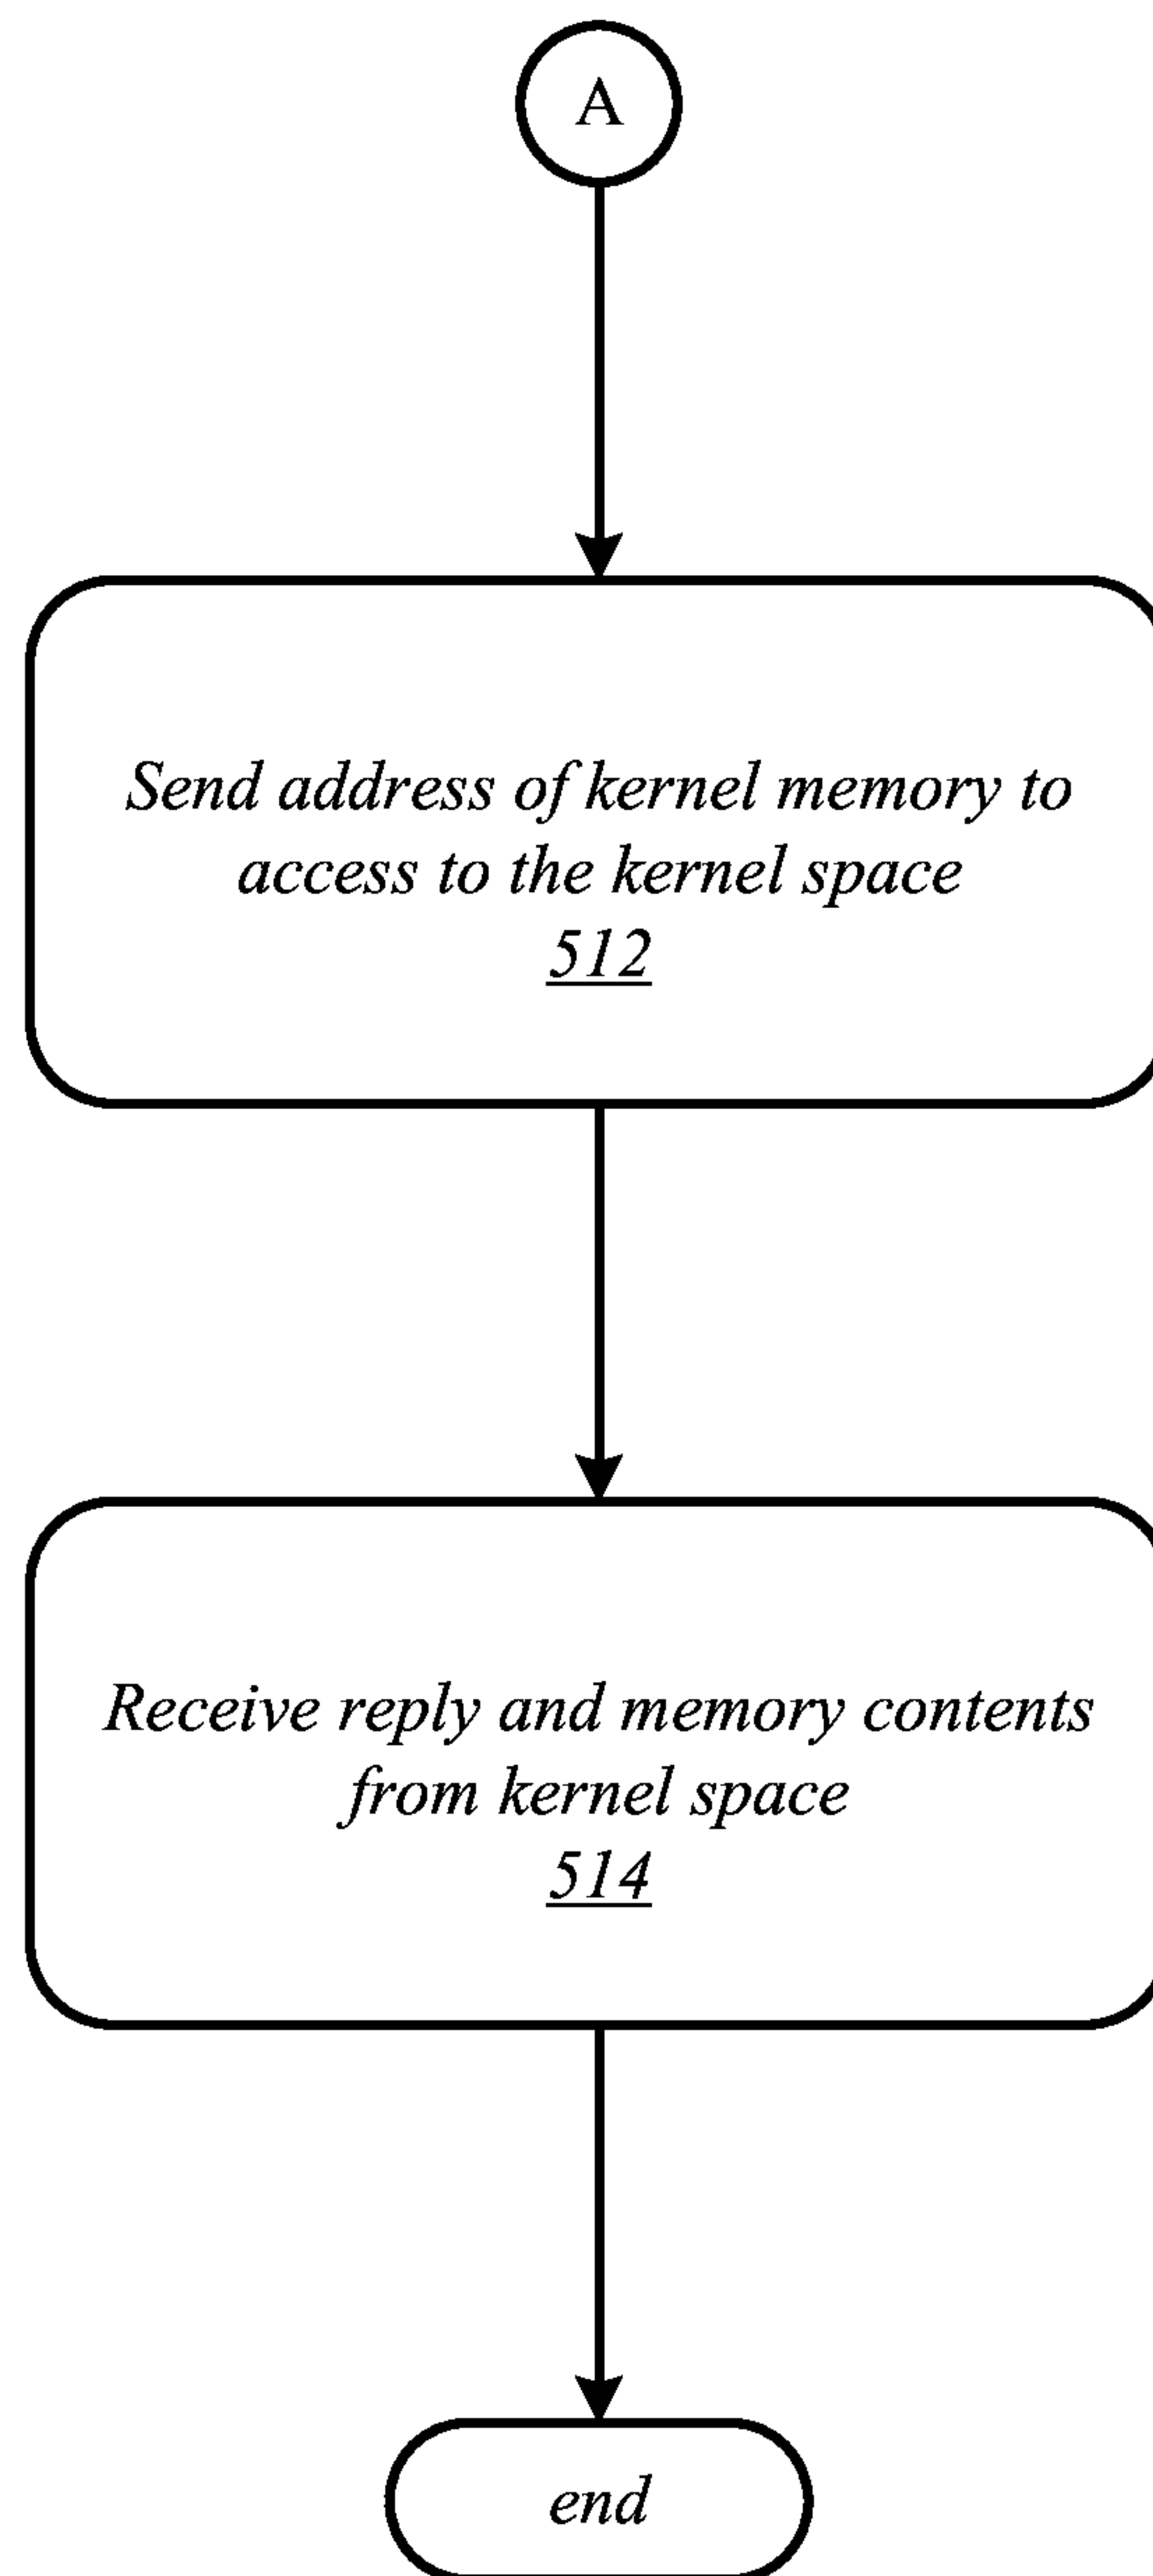 A
Send address of kernel memory to
access to the kernel space
512
Receive reply and memory contents
from kernel space
514
end